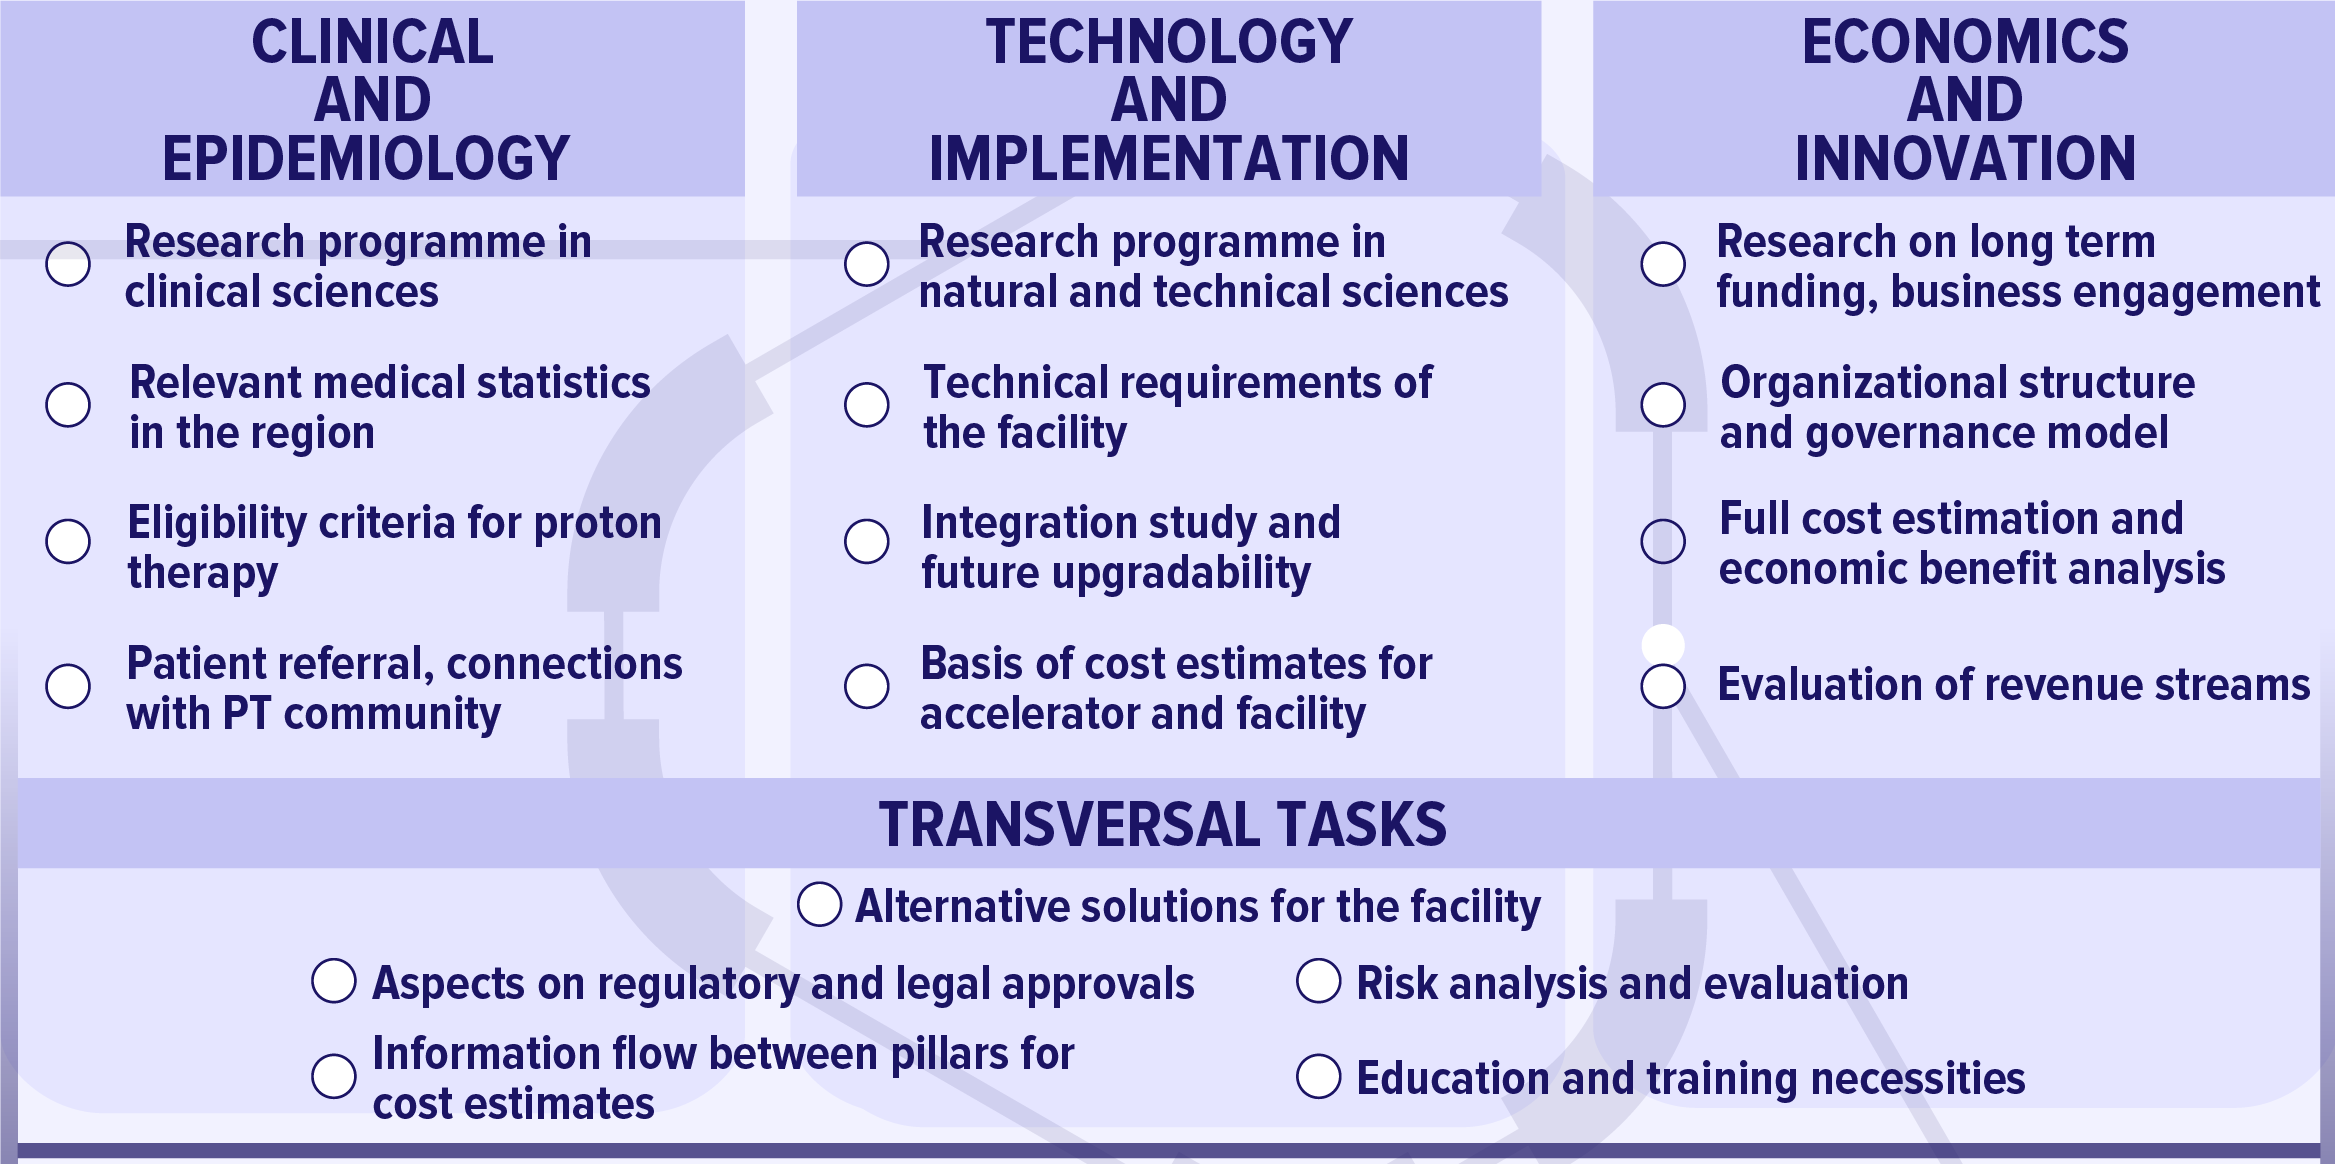 CLINICAL
AND
EPIDEMIOLOGY
Research programme in
clinical sciences
Relevant medical statistics
in the region
Eligibility criteria for proton
therapy
Patient referral, connections
with PT community
TECHNOLOGY
AND
IMPLEMENTATION
Research programme in
natural and technical sciences
Technical requirements of
the facility
Integration study and
future upgradability
Basis of cost estimates for
accelerator and facility
ECONOMICS
AND
INNOVATION
Research on long term
funding, business engagement
Organizational structure
and governance model
Full cost estimation and
economic benefit analysis
Evaluation of revenue streams
TRANSVERSAL TASKS
Alternative solutions for the facility
Aspects on regulatory and legal approvals
Risk analysis and evaluation
Information flow between pillars for
cost estimates
Education and training necessities